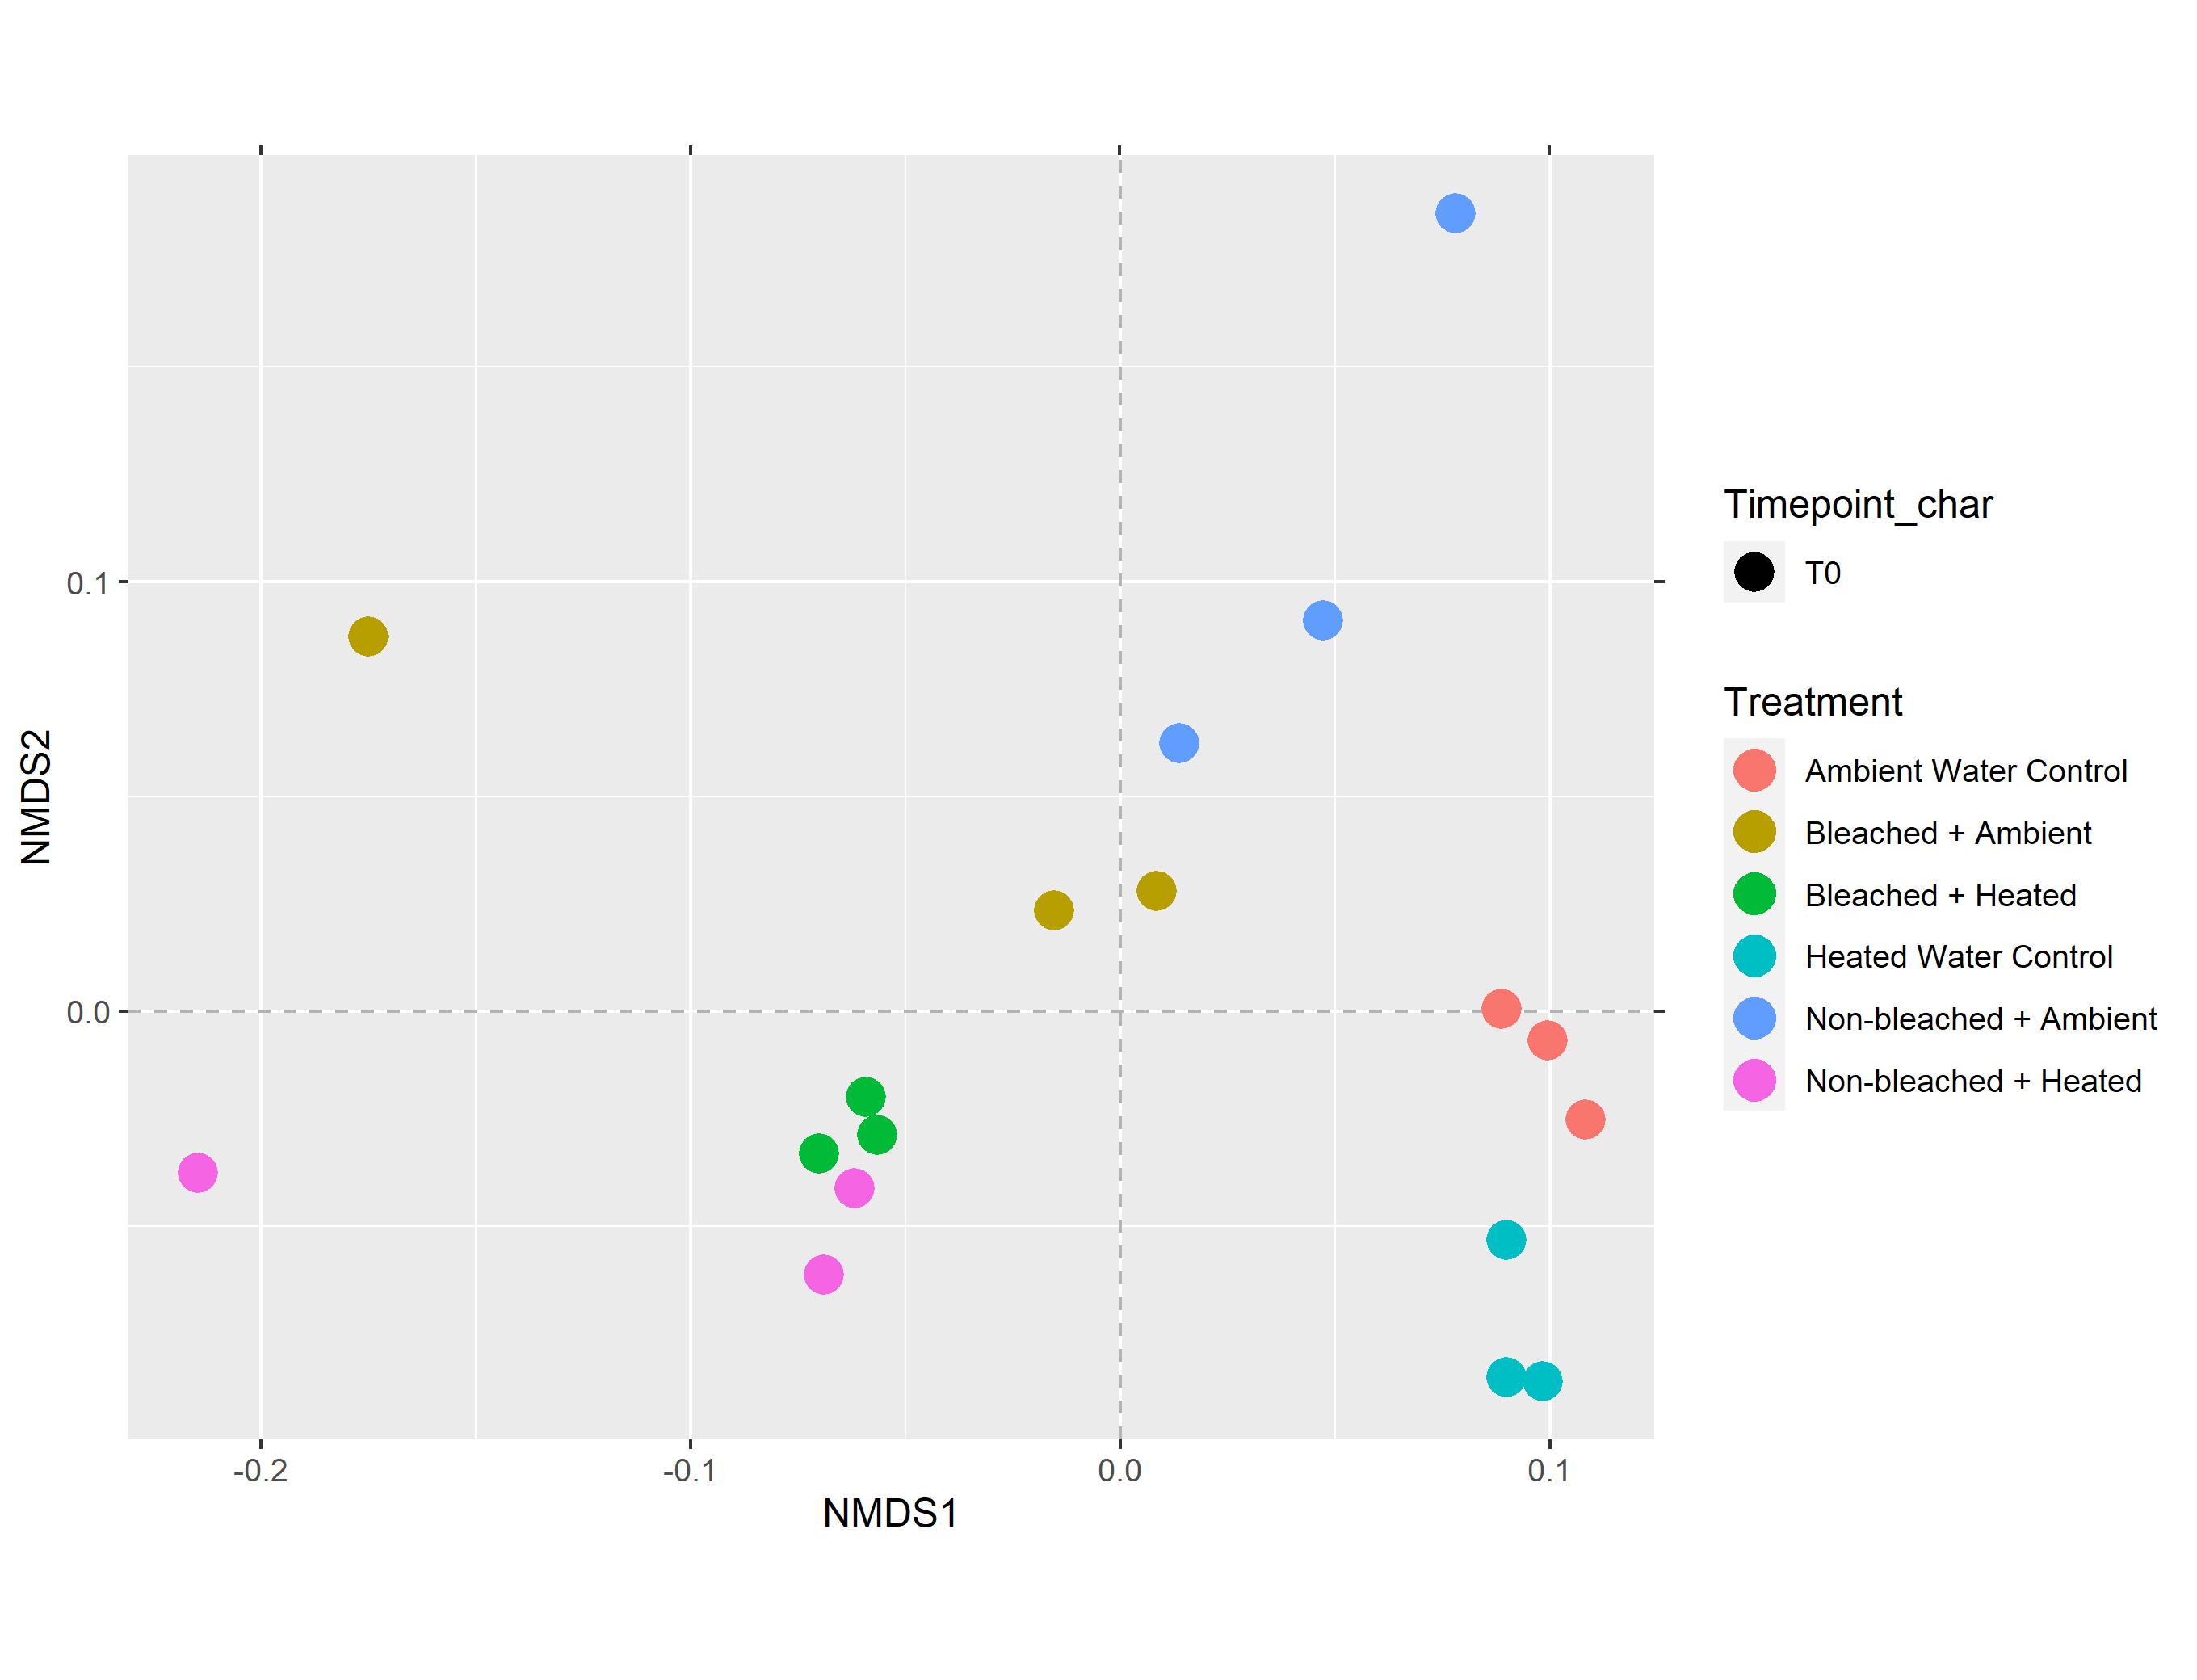 Timepoint_char
T0
Treatment
Ambient Water Control
Bleached + Ambient
Bleached + Heated
Heated Water Control
Non-bleached + Ambient
Non-bleached + Heated
NMDS2
0.1
0.0
-0.2 -0.1 0.0 0.1
NMDS1